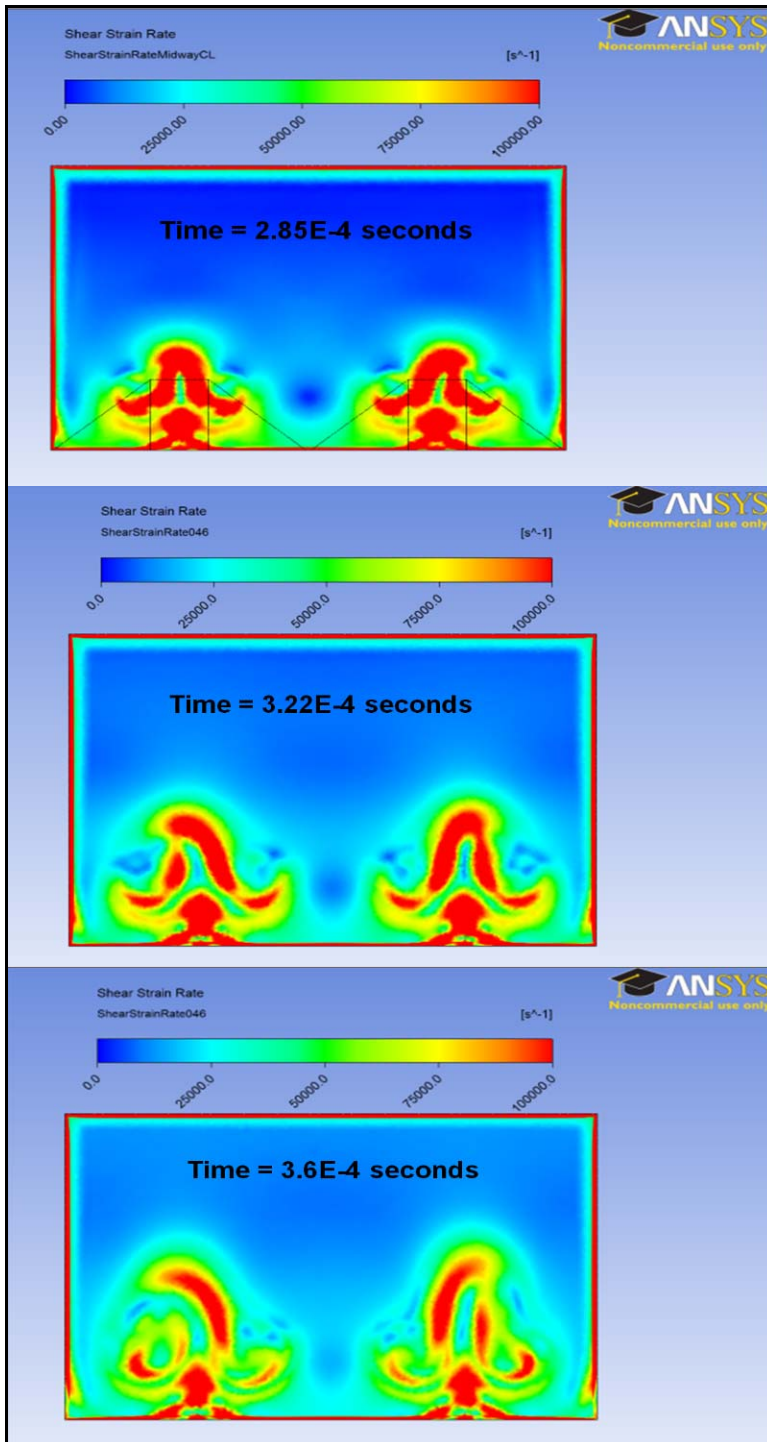 Shear Strain Rate
ShearStrainRateMidwayCL
[s^-1]
0.00 25000.00 50000.00 75000.00 100000.00
ANSYS
Noncommercial use only
Time = 2.85E-4 seconds
Shear Strain Rate
ShearStrainRate046
[s^-1]
0.0 25000.0 50000.0 75000.0 100000.0
ANSYS
Noncommercial use only
Time = 3.22E-4 seconds
Shear Strain Rate
ShearStrainRate046
[s^-1]
0.0 25000.0 50000.0 75000.0 100000.0
ANSYS
Noncommercial use only
Time = 3.6E-4 seconds